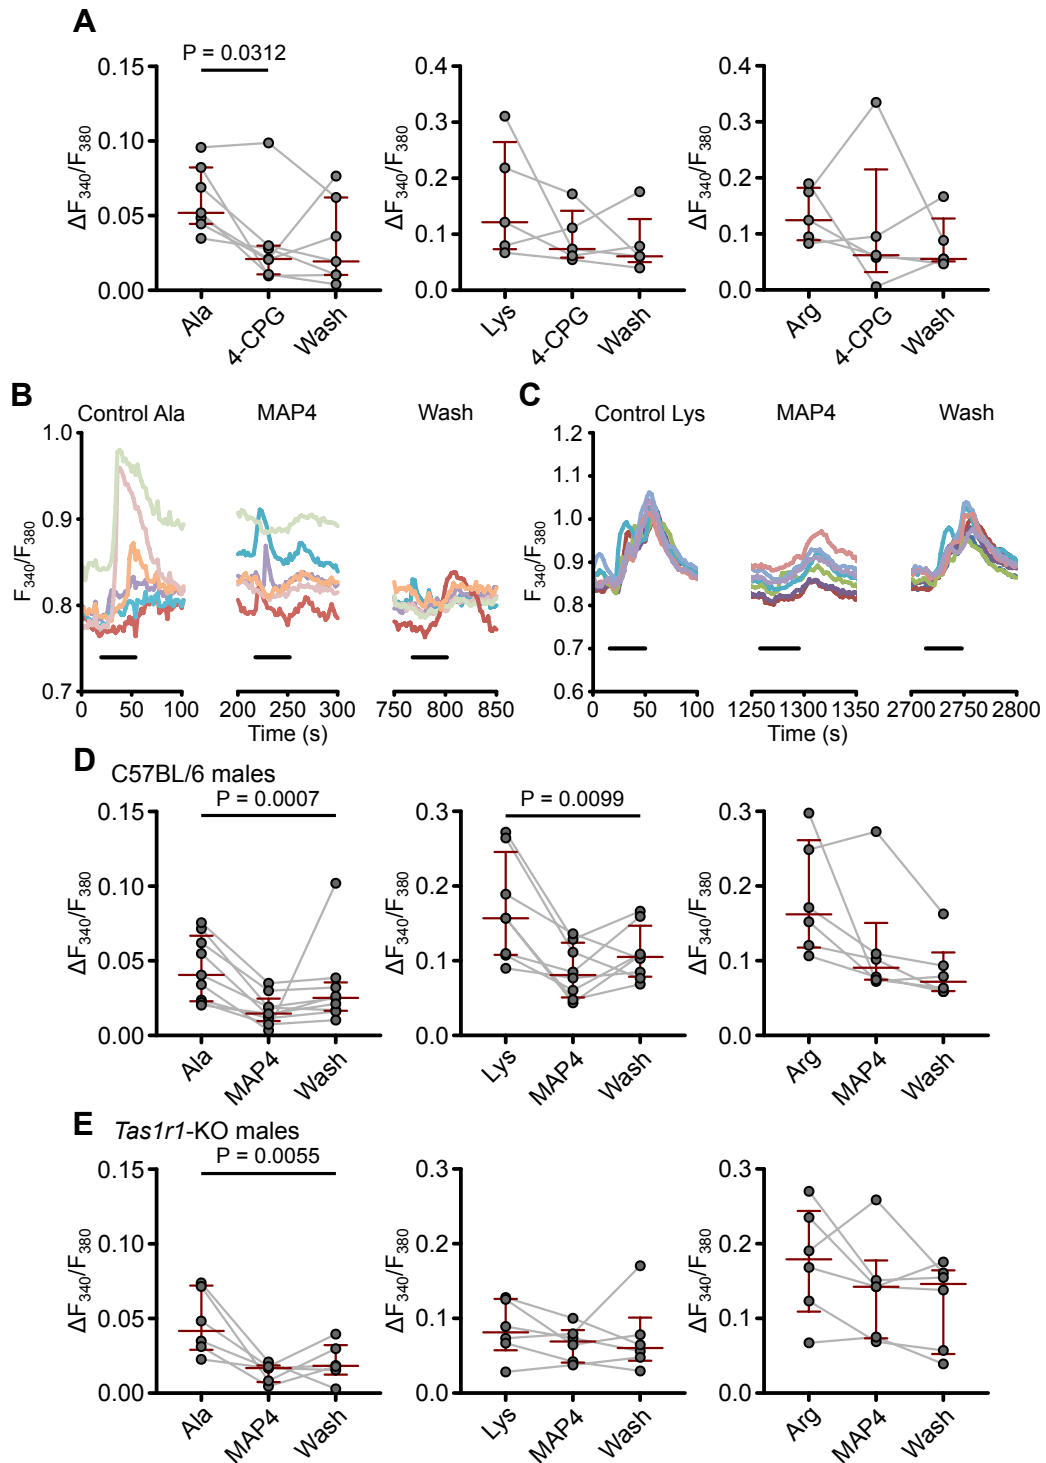 A
P = 0.0312
0.15
0.10
0.05
0.00
ΔF340/F380
Ala
4-CPG
Wash
0.4
0.3
0.2
0.1
0.0
ΔF340/F380
Lys
4-CPG
Wash
0.4
0.3
0.2
0.1
0.0
ΔF340/F380
Arg
4-CPG
Wash
B
Control Ala
MAP4
Wash
1.0
0.9
0.8
0.7
F340/F380
0 50 100 200 250 300 750 800 850
Time (s)
C
Control Lys
MAP4
Wash
1.2
1.1
1.0
0.9
0.8
0.7
0.6
F340/F380
0 50 100 1250 1300 1350 2700 2750 2800
Time (s)
D
C57BL/6 males
P = 0.0007
0.15
0.10
0.05
0.00
ΔF340/F380
Ala
MAP4
Wash
P = 0.0099
0.3
0.2
0.1
0.0
ΔF340/F380
Lys
MAP4
Wash
0.3
0.2
0.1
0.0
ΔF340/F380
Arg
MAP4
Wash
E
Tas1r1-KO males
P = 0.0055
0.15
0.10
0.05
0.00
ΔF340/F380
Ala
MAP4
Wash
0.3
0.2
0.1
0.0
ΔF340/F380
Lys
MAP4
Wash
0.3
0.2
0.1
0.0
ΔF340/F380
Arg
MAP4
Wash